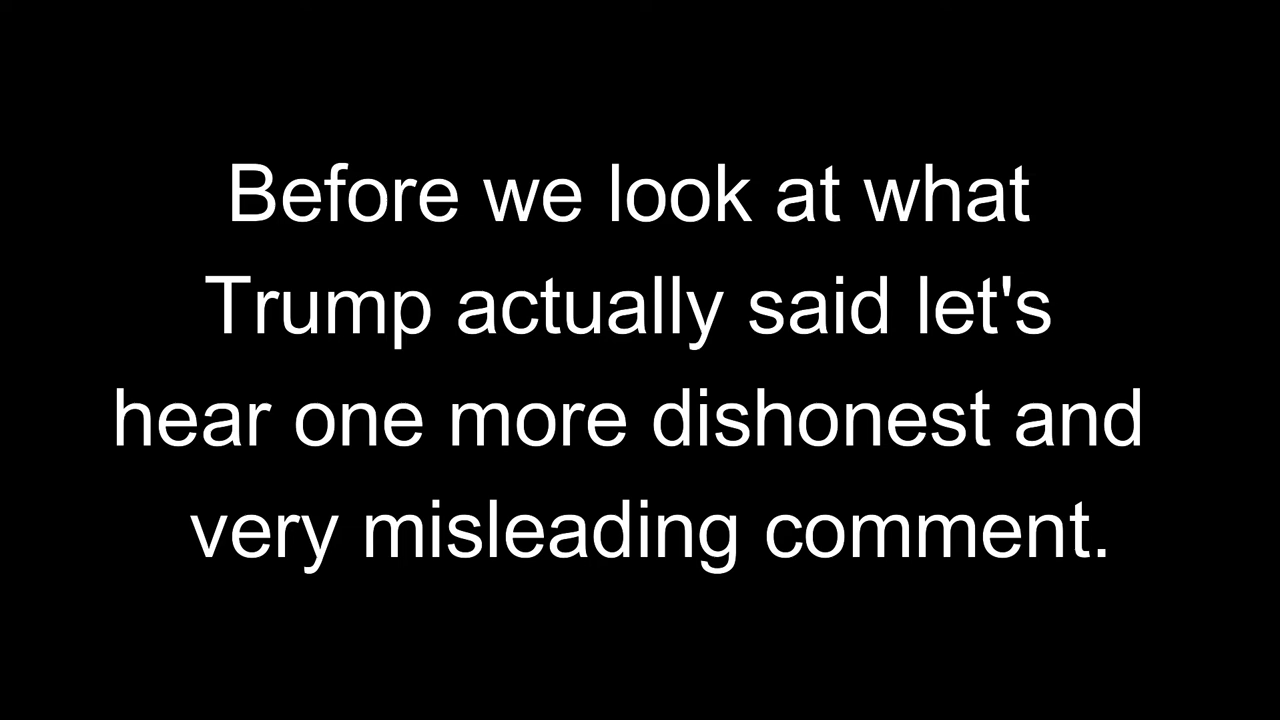 Before we look at what
Trump actually said let's
hear one more dishonest and
very misleading comment.